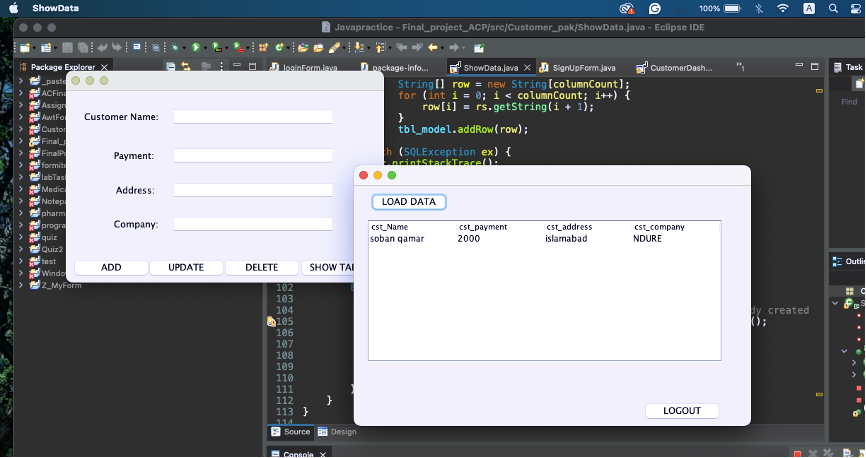 ShowData
100%
A
Javapractice - Final_project_ACP/src/Customer_pak/ShowData.java - Eclipse IDE
Package Explorer
loginForm.java
package-info...
ShowData.java
SignUpForm.java
CustomerDash...
1
Task
Find
_paste
ACFina
Assign
AwtFor
Custor
Final_p
FinalPr
formite
labTask
Medica
Notepa
pharm
progra
quiz
Quiz2
test
Windo
Z_MyForm
String[] row = new String[columnCount];
for (int i = 0; i < columnCount; i++) {
row[i] = rs.getString(i + 1);
}
tbl_model.addRow(row);
h (SQLException ex) {
printStackTrace();
Customer Name:
Payment:
Address:
Company:
ADD
UPDATE
DELETE
SHOW TAB
LOAD DATA
cst_Name
cst_payment
cst_address
cst_company
soban qamar
2000
islamabad
NDURE
LOGOUT
102
103
104
dy created
105
();
106
107
108
109
110
111
}
112
}
113
}
114
Outlin
Source
Design
Console